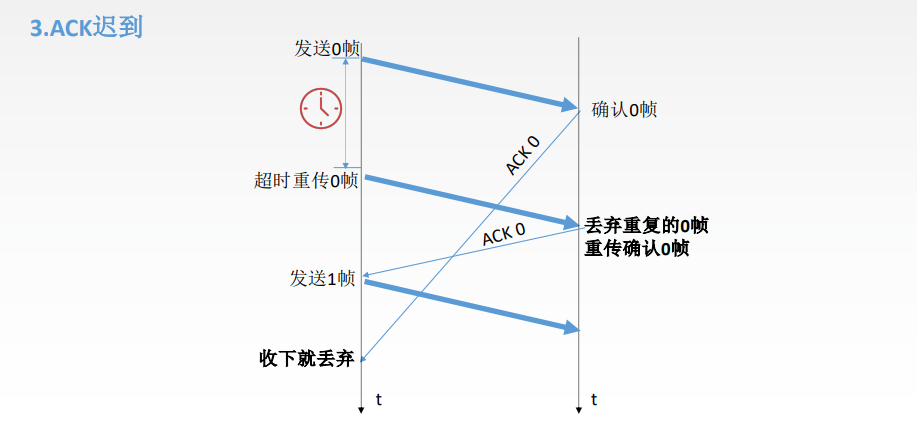 3.ACK迟到
发送0帧
确认0帧
ACK 0
超时重传0帧
丢弃重复的0帧
重传确认0帧
ACK 0
发送1帧
收下就丢弃
t
t